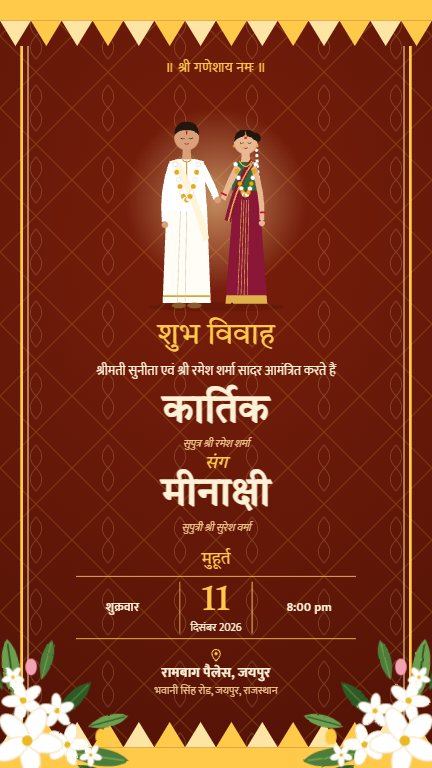 ॥ श्री गणेशाय नमः ॥
शुभ विवाह
श्रीमती सुनीता एवं श्री रमेश शर्मा सादर आमंत्रित करते हैं
कार्तिक
सुपुत्र श्री रमेश शर्मा
संग
मीनाक्षी
सुपुत्री श्री सुरेश वर्मा
मुहूर्त
शुक्रवार
11
दिसंबर 2026
8:00 pm
रामबाग पैलेस, जयपुर
भवानी सिंह रोड, जयपुर, राजस्थान